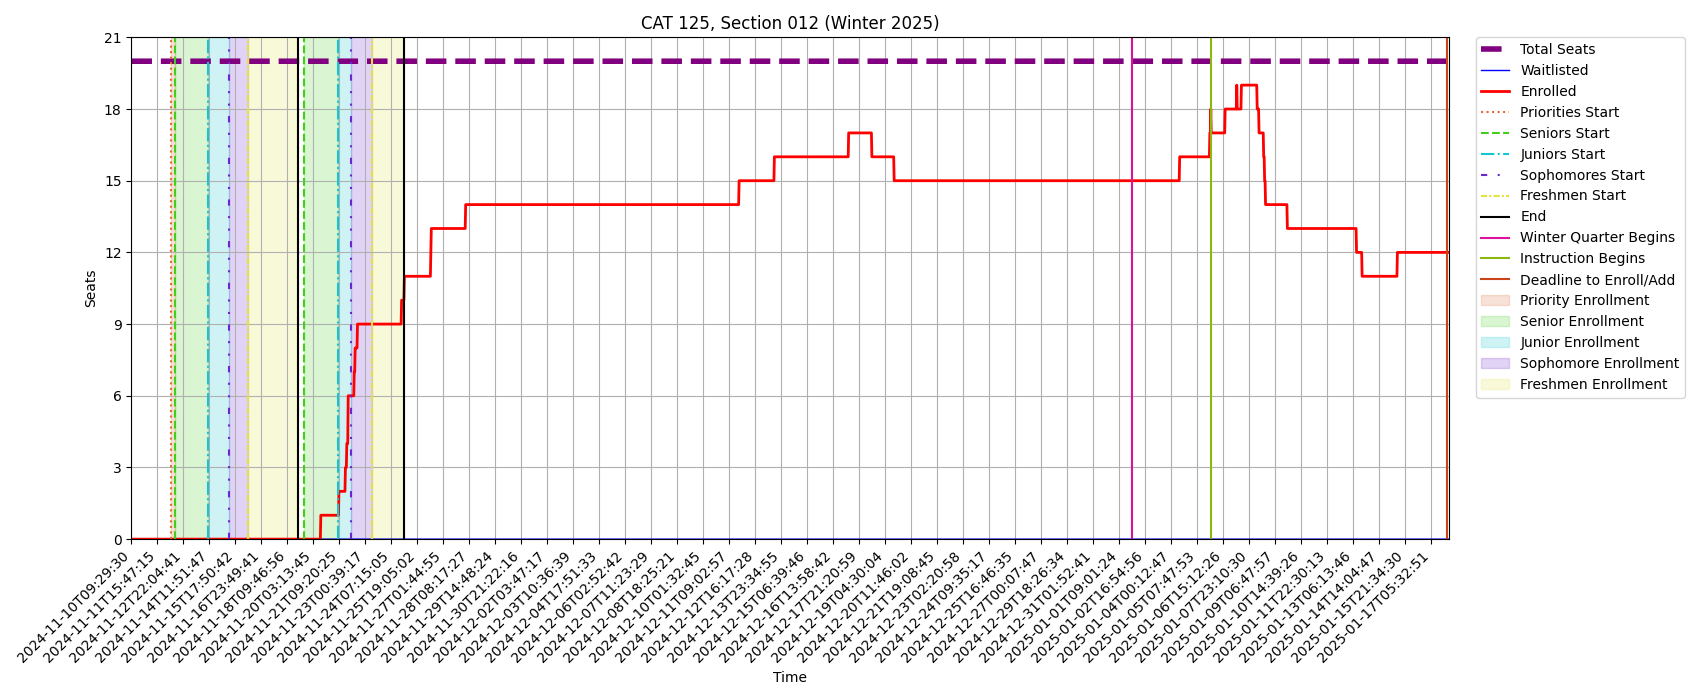 CAT 125, Section 012 (Winter 2025)
21
18
15
12
9
6
3
0
Seats
2024-11-10T09:29:30
2024-11-11T15:47:15
2024-11-12T22:04:41
2024-11-14T11:51:47
2024-11-15T17:50:42
2024-11-16T23:49:41
2024-11-18T09:46:56
2024-11-20T03:13:45
2024-11-21T09:20:25
2024-11-23T00:39:17
2024-11-24T07:15:05
2024-11-25T19:05:02
2024-11-27T01:44:55
2024-11-28T08:17:27
2024-11-29T14:48:24
2024-11-30T21:22:16
2024-12-02T03:47:17
2024-12-03T10:36:39
2024-12-04T17:51:33
2024-12-06T02:52:42
2024-12-07T11:23:29
2024-12-08T18:25:21
2024-12-10T01:32:45
2024-12-11T09:02:57
2024-12-12T16:17:28
2024-12-13T23:34:55
2024-12-15T06:39:46
2024-12-16T13:58:42
2024-12-17T21:20:59
2024-12-19T04:30:04
2024-12-20T11:46:02
2024-12-21T19:08:45
2024-12-23T02:20:58
2024-12-24T09:35:17
2024-12-25T16:46:35
2024-12-27T00:07:47
2024-12-29T18:26:34
2024-12-31T01:52:41
2025-01-01T09:01:24
2025-01-02T16:54:56
2025-01-04T00:12:47
2025-01-05T07:47:53
2025-01-06T15:12:26
2025-01-07T23:10:30
2025-01-09T06:47:57
2025-01-10T14:39:26
2025-01-11T22:30:13
2025-01-13T06:13:46
2025-01-14T14:04:47
2025-01-15T21:34:30
2025-01-17T05:32:51
Time
Total Seats
Waitlisted
Enrolled
Priorities Start
Seniors Start
Juniors Start
Sophomores Start
Freshmen Start
End
Winter Quarter Begins
Instruction Begins
Deadline to Enroll/Add
Priority Enrollment
Senior Enrollment
Junior Enrollment
Sophomore Enrollment
Freshmen Enrollment